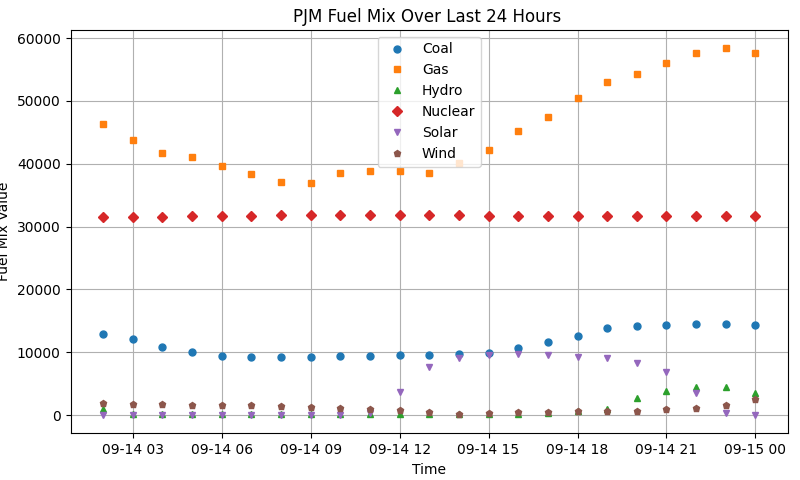 PJM Fuel Mix Over Last 24 Hours
60000
50000
40000
30000
20000
10000
0
Fuel Mix Value
Coal
Gas
Hydro
Nuclear
Solar
Wind
09-14 03 09-14 06 09-14 09 09-14 12 09-14 15 09-14 18 09-14 21 09-15 00
Time